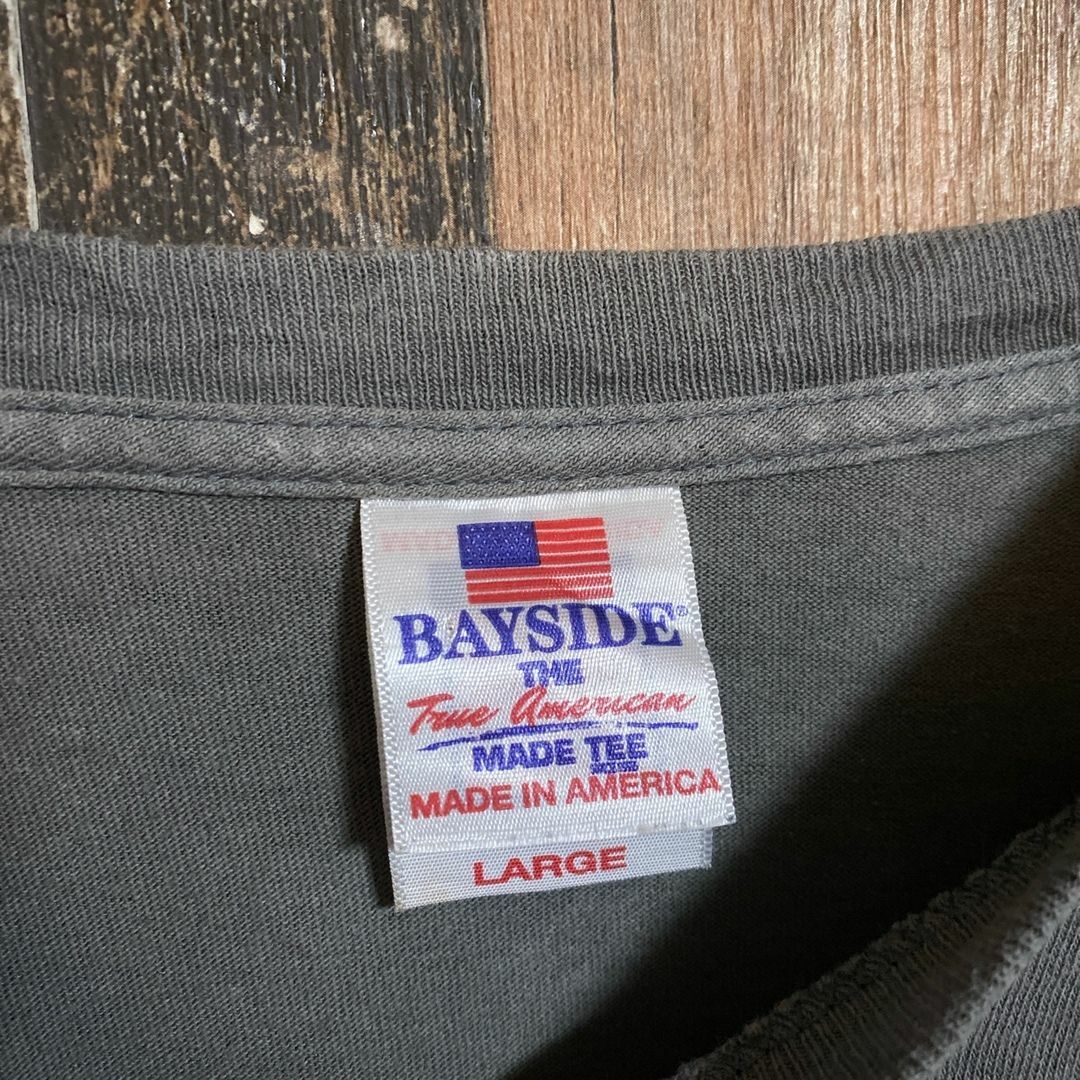 BAYSIDE®
THE
True American
MADE TEE
MADE IN AMERICA
LARGE